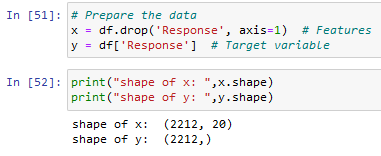 In [51]: # Prepare the data
x = df.drop('Response', axis=1)  # Features
y = df['Response']  # Target variable
In [52]: print("shape of x: ",x.shape)
print("shape of y: ",y.shape)
shape of x:  (2212, 20)
shape of y:  (2212,)